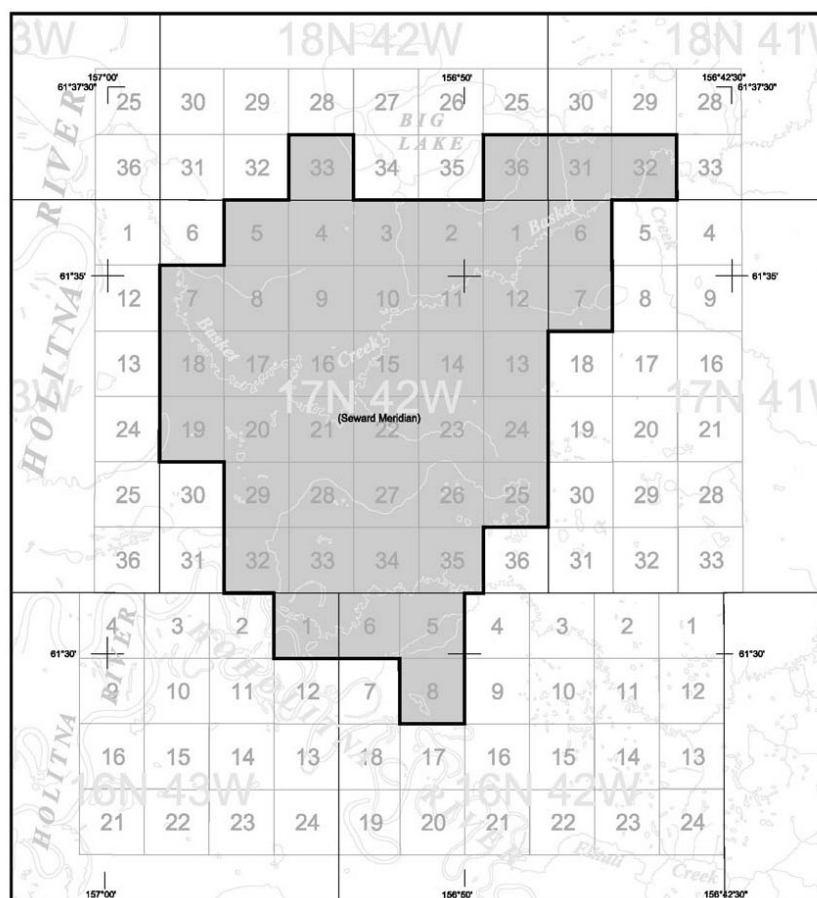 3W 18N 42W 18N 41W
157°00' 156°50' 156°42'30"
61°37'30" 61°37'30"
25 30 29 28 27 26 25 30 29 28
BIG
LAKE
36 31 32 33 34 35 36 31 32 33
RIVER
1 6 5 4 3 2 1 6 5 4
Basket
Creek
61°35' 61°35'
12 7 8 9 10 11 12 7 8 9
HOLITNA
Basket
Creek
13 18 17 16 15 14 13 18 17 16
3W 17N 42W 17N 41W
(Seward Meridian)
24 19 20 21 22 23 24 19 20 21
25 30 29 28 27 26 25 30 29 28
36 31 32 33 34 35 36 31 32 33
4 3 2 1 6 5 4 3 2 1
RIVER
HOHOLITNA
61°30' 61°30'
9 10 11 12 7 8 9 10 11 12
HOLITNA
16 15 14 13 18 17 16 15 14 13
16N 43W 16N 42W
RIVER
21 22 23 24 19 20 21 22 23 24
Creek
157°00' 156°50' 156°42'30"